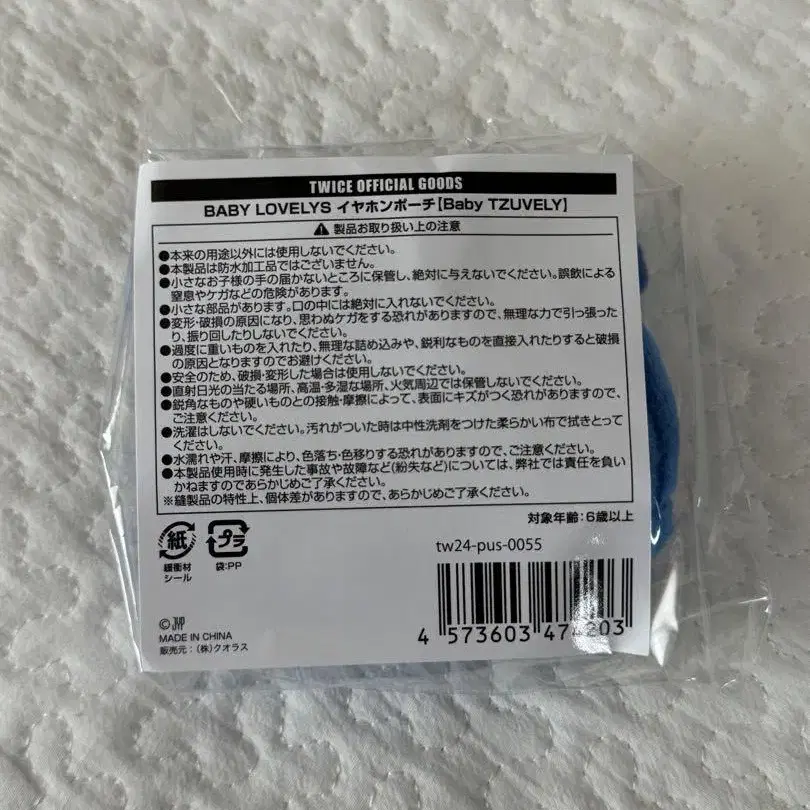 TWICE OFFICIAL GOODS
BABY LOVELYS イヤホンポーチ【Baby TZUVELY】
製品お取り扱い上の注意
●本来の用途以外には使用しないでください。
●本製品は防水加工品ではございません。
●小さなお子様の手の届かないところに保管し、絶対に与えないでください。誤飲による
窒息やケガなどの危険があります。
●小さな部品があります。口の中には絶対に入れないでください。
●変形・破損の原因になり、思わぬケガをする恐れがありますので、無理な力で引っ張った
り、振り回したりしないでください。
●過度に重いものを入れたり、無理な詰め込みや、鋭利なものを直接入れたりすると破損
の原因となりますのでお避けください。
●安全のため、破損・変形した場合は使用しないでください。
●直射日光の当たる場所、高温・多湿な場所、火気周辺では保管しないでください。
●鋭角なものや硬いものとの接触・摩擦によって、表面にキズがつく恐れがありますので、
ご注意ください。
●洗濯はしないでください。汚れがついた時は中性洗剤をつけた柔らかい布で拭きとって
ください。
●水濡れや汗、摩擦により、色落ち・色移りする恐れがありますので、ご注意ください。
●本製品使用時に発生した事故や故障など(紛失など)については、弊社では責任を負い
かねますのであらかじめご了承ください。
※縫製品の特性上、個体差がありますので、あらかじめご了承ください。
対象年齢:6歳以上
紙 プラ
緩衝材 袋:PP
シール
tw24-pus-0055
© JYP
MADE IN CHINA
販売元:(株)クオラス
4 573603